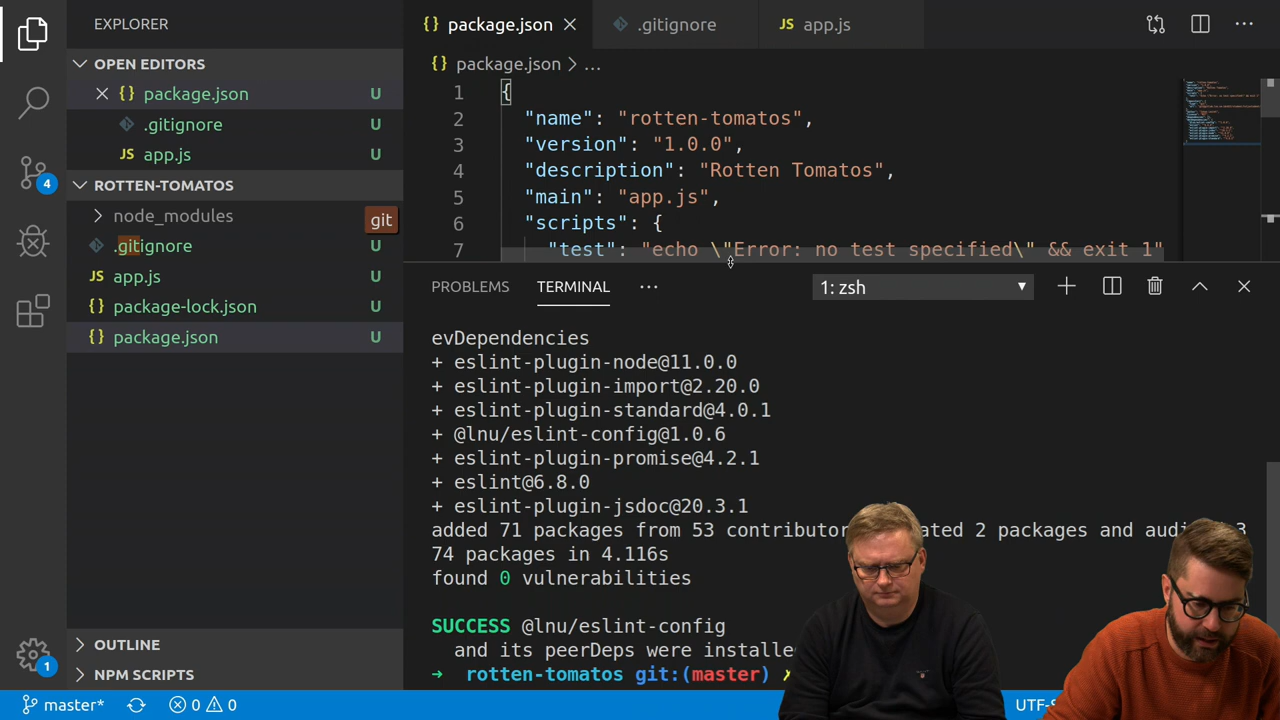 EXPLORER
OPEN EDITORS
package.json U
.gitignore U
app.js U
ROTTEN-TOMATOS
node_modules
git
.gitignore U
app.js U
package-lock.json U
package.json U
OUTLINE
NPM SCRIPTS
4
1
package.json
.gitignore
app.js
package.json > ...
1 {
2 "name": "rotten-tomatos",
3 "version": "1.0.0",
4 "description": "Rotten Tomatos",
5 "main": "app.js",
6 "scripts": {
7 "test": "echo \"Error: no test specified\" && exit 1"
PROBLEMS TERMINAL ... 1: zsh
evDependencies
+ eslint-plugin-node@11.0.0
+ eslint-plugin-import@2.20.0
+ eslint-plugin-standard@4.0.1
+ @lnu/eslint-config@1.0.6
+ eslint-plugin-promise@4.2.1
+ eslint@6.8.0
+ eslint-plugin-jsdoc@20.3.1
added 71 packages from 53 contributor ated 2 packages and audi 3
74 packages in 4.116s
found 0 vulnerabilities
SUCCESS @lnu/eslint-config
and its peerDeps were installe
→ rotten-tomatos git:(master) ✗
master* 0 0 UTF-